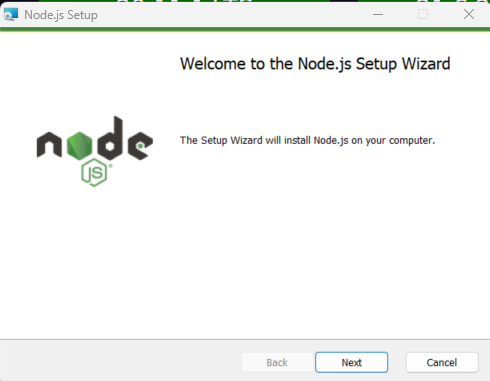 Node.js Setup
Welcome to the Node.js Setup Wizard
node
JS
The Setup Wizard will install Node.js on your computer.
Back
Next
Cancel